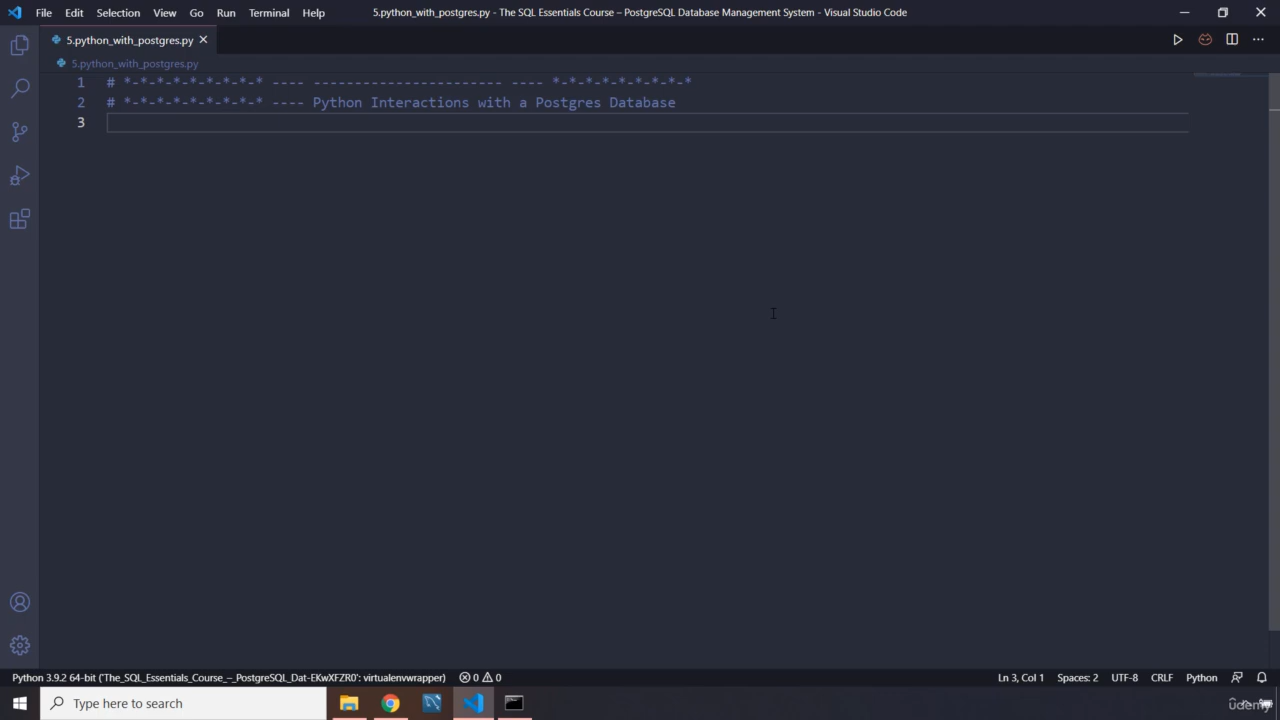 File Edit Selection View Go Run Terminal Help 5.python_with_postgres.py - The SQL Essentials Course – PostgreSQL Database Management System - Visual Studio Code
5.python_with_postgres.py
5.python_with_postgres.py
1 # *-*-*-*-*-*-*-*-* ---- ----------------------- ---- *-*-*-*-*-*-*-*-*
2 # *-*-*-*-*-*-*-*-* ---- Python Interactions with a Postgres Database
3
Python 3.9.2 64-bit ('The_SQL_Essentials_Course_–_PostgreSQL_Dat-EKwXFZR0': virtualenvwrapper) 0 0 Ln 3, Col 1 Spaces: 2 UTF-8 CRLF Python
Type here to search
udemy